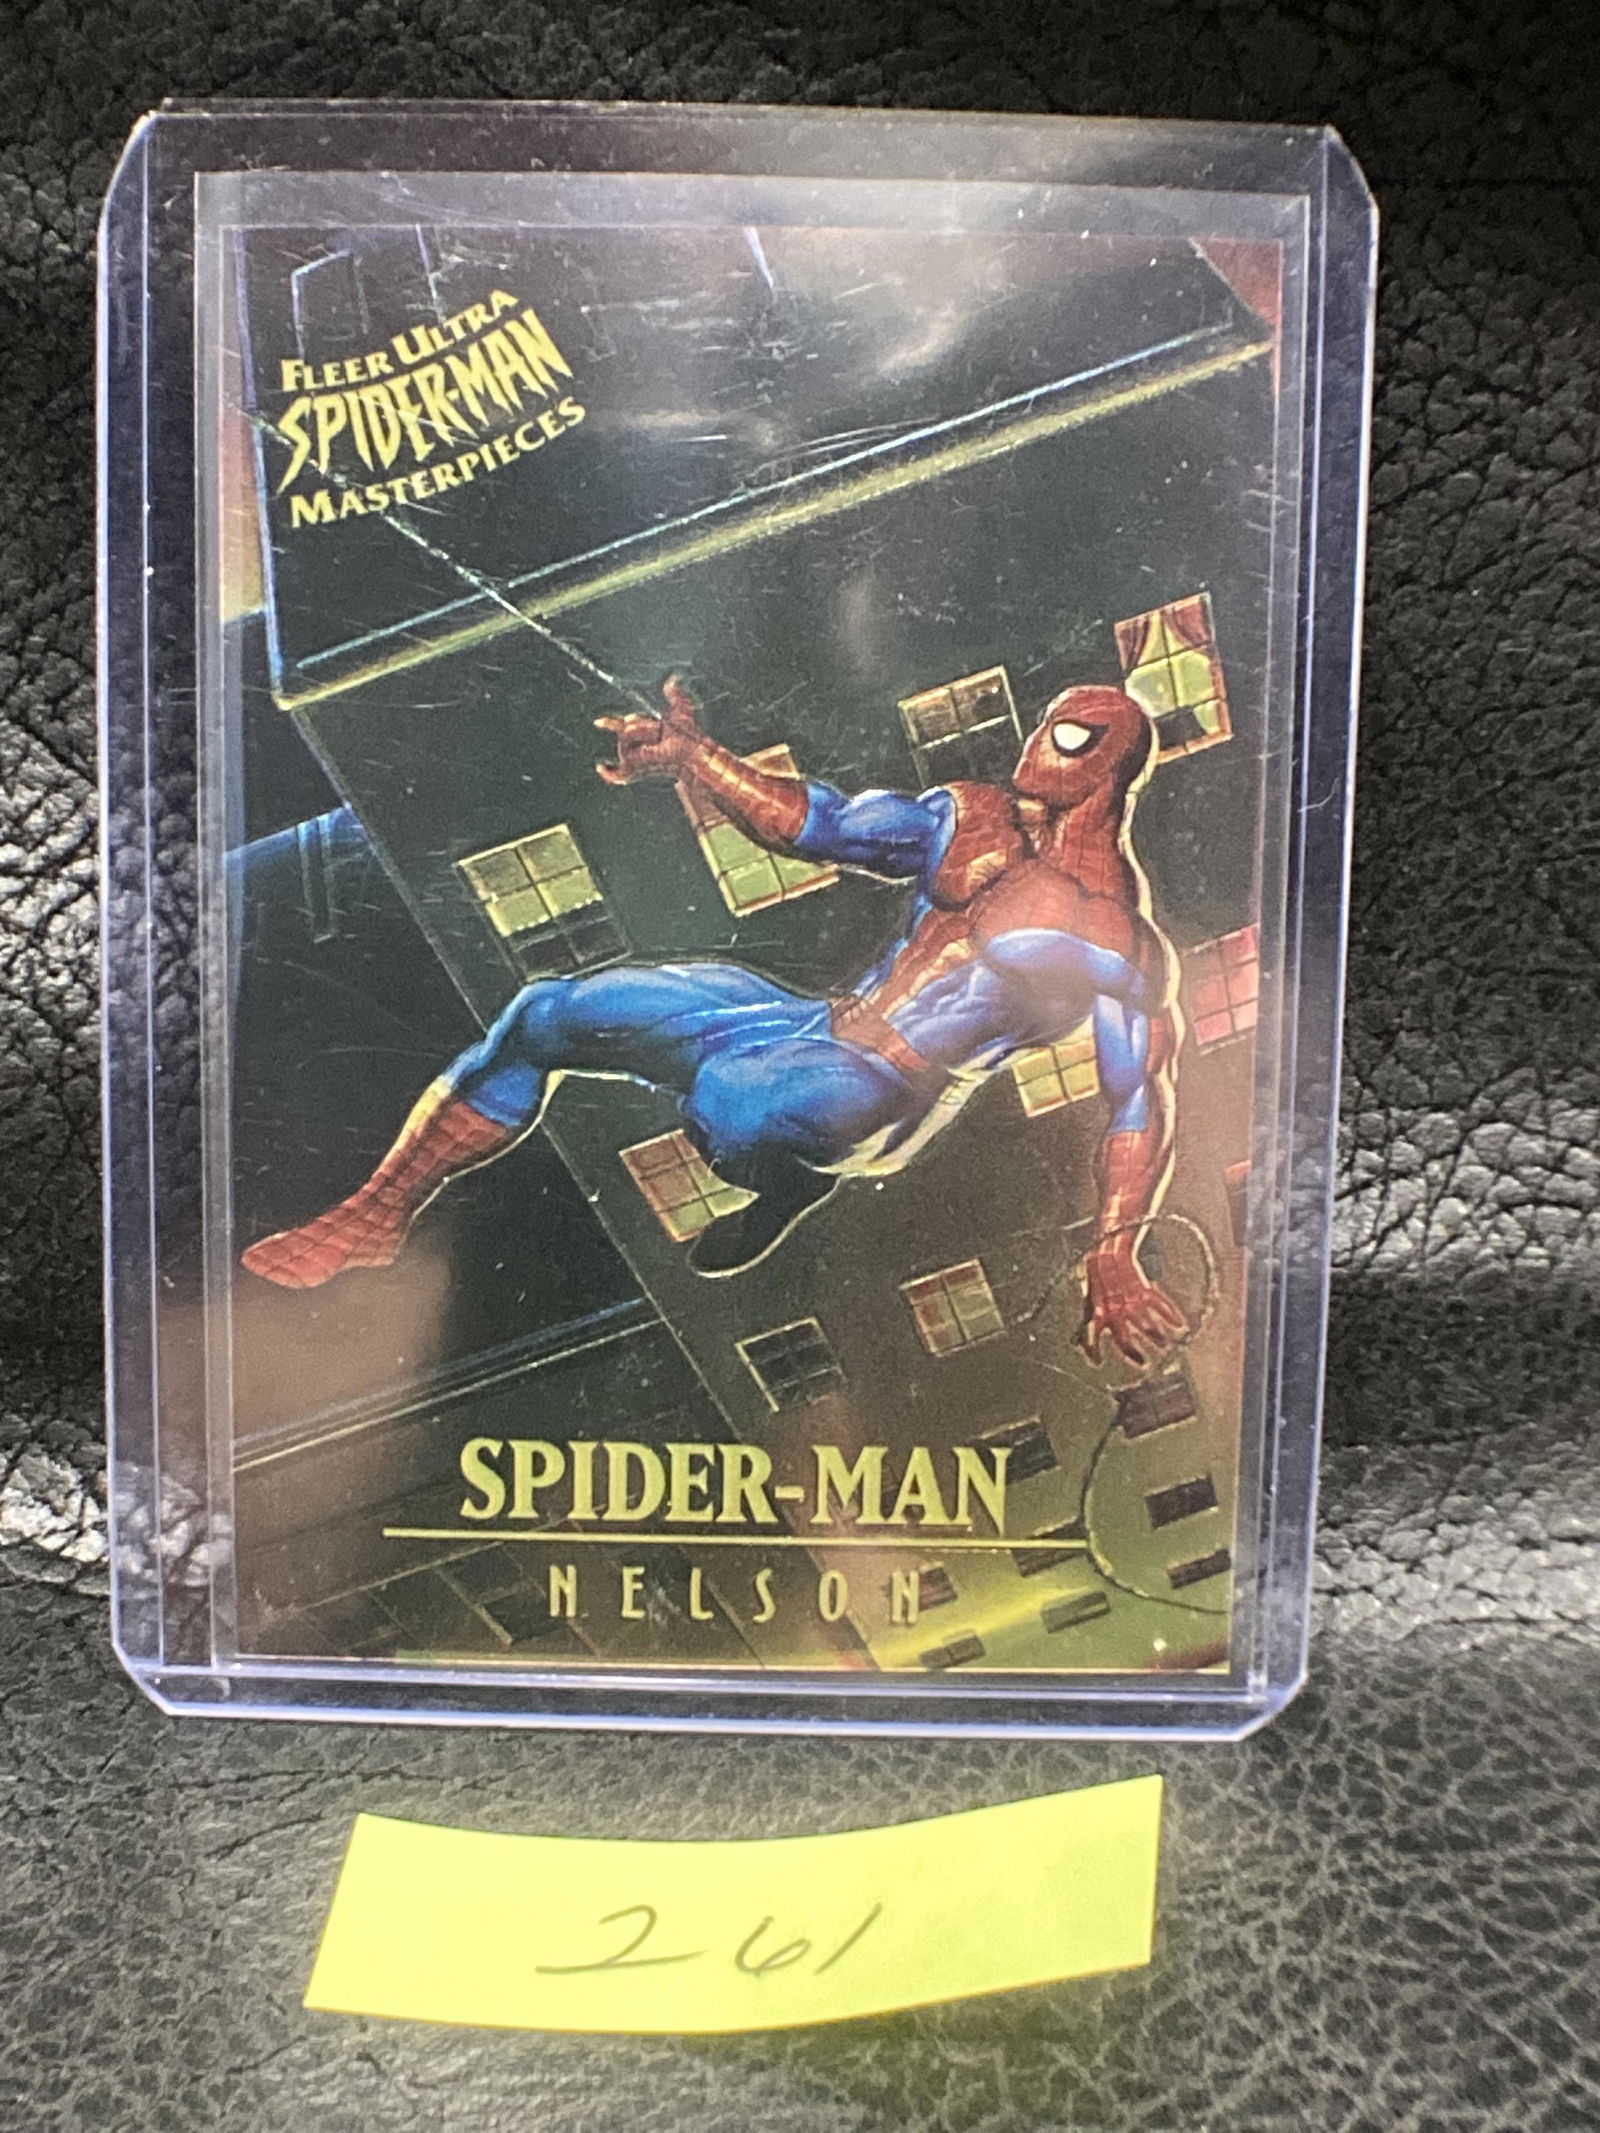 FLEER ULTRA
SPIDER-MAN
MASTERPIECES
SPIDER-MAN
NELSON
261